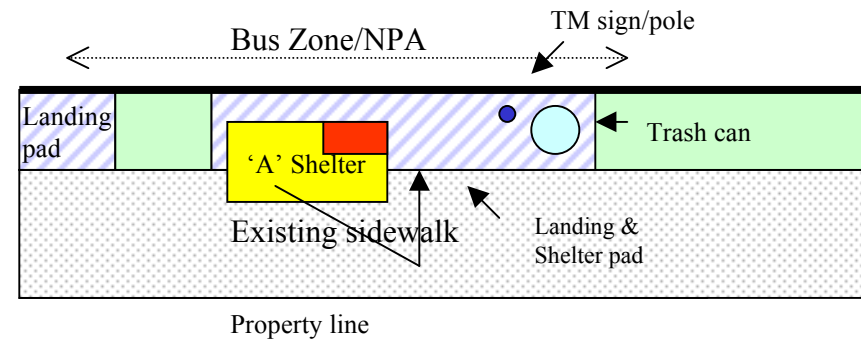 TM sign/pole
Bus Zone/NPA
Landing
pad
Trash can
‘A’ Shelter
Existing sidewalk
Landing &
Shelter pad
Property line